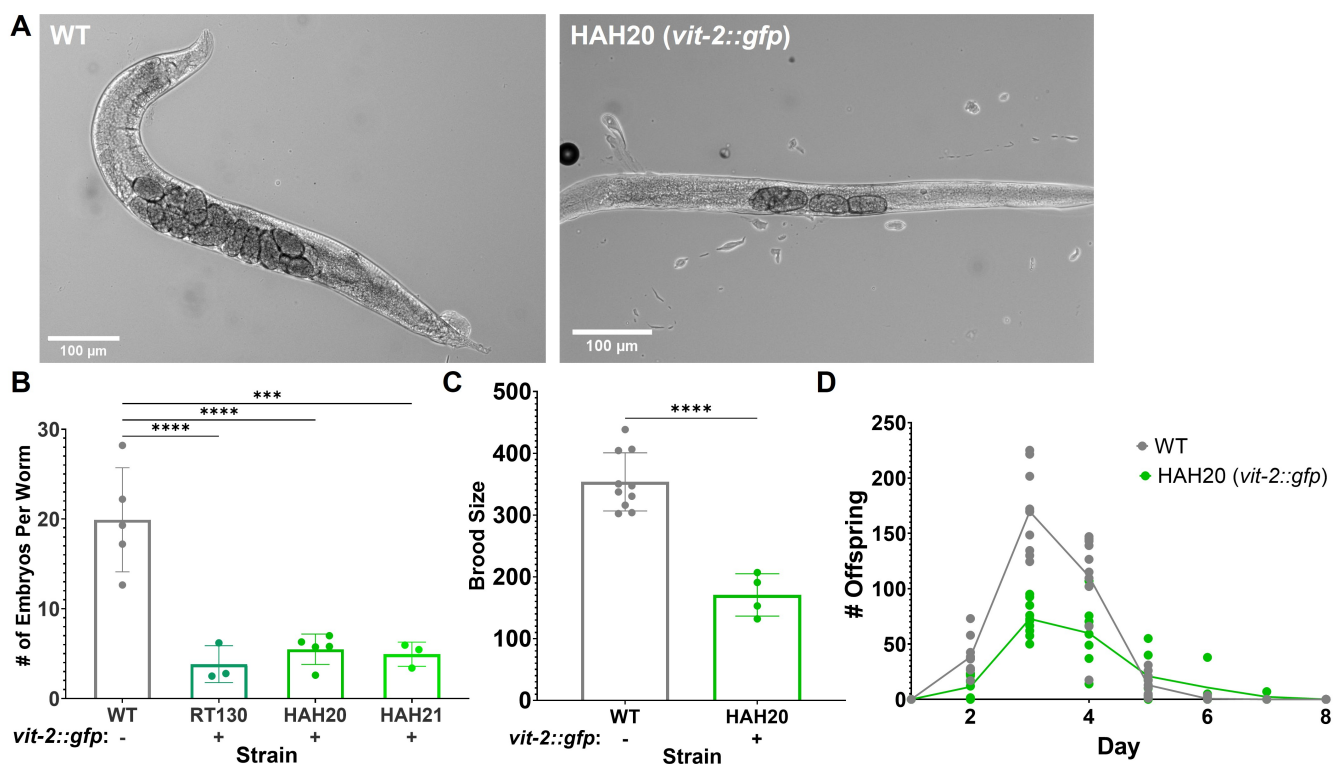 A
WT
HAH20 (vit-2::gfp)
100 µm
100 µm
B
# of Embryos Per Worm
30
20
10
0
***
****
****
WT RT130 HAH20 HAH21
vit-2::gfp: - + + +
Strain
C
Brood Size
500
400
300
200
100
0
****
WT HAH20
vit-2::gfp: - +
Strain
D
# Offspring
250
200
150
100
50
0
WT
HAH20 (vit-2::gfp)
2 4 6 8
Day